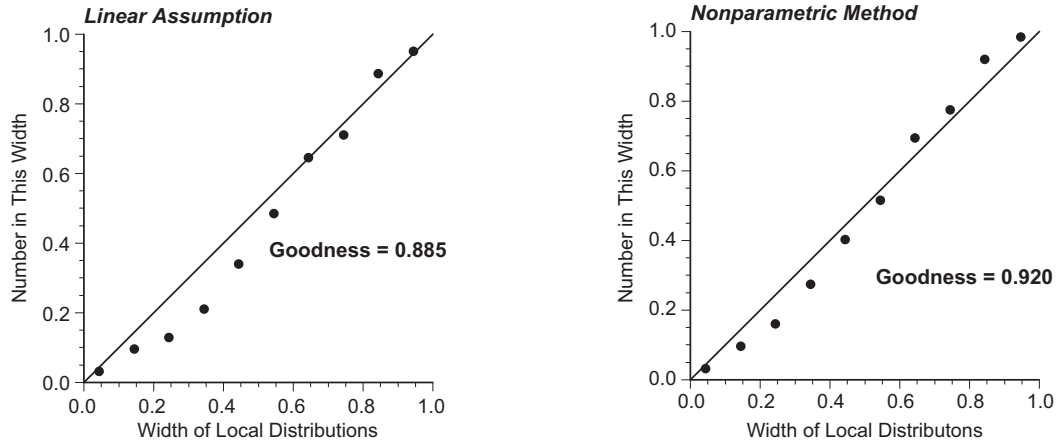 Linear Assumption
1.0
0.8
0.6
0.4
0.2
0.0
Number in This Width
Goodness = 0.885
0.0 0.2 0.4 0.6 0.8 1.0
Width of Local Distributions
Nonparametric Method
1.0
0.8
0.6
0.4
0.2
0.0
Number in This Width
Goodness = 0.920
0.0 0.2 0.4 0.6 0.8 1.0
Width of Local Distributons